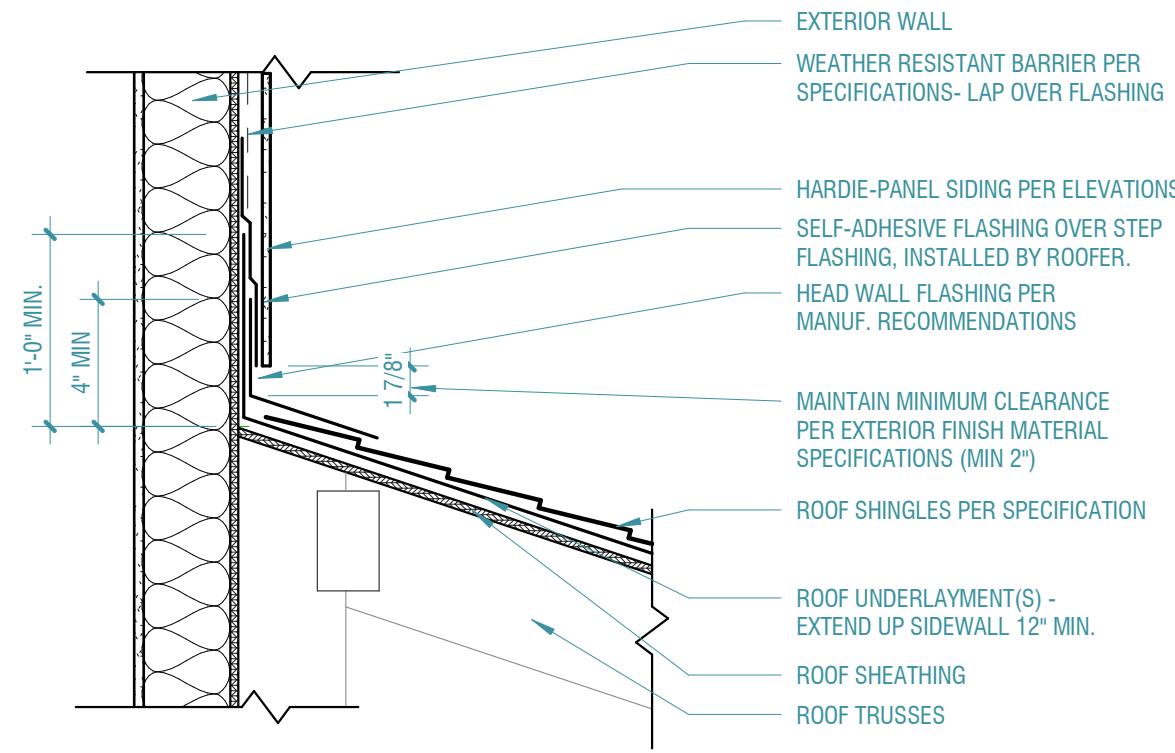 EXTERIOR WALL
WEATHER RESISTANT BARRIER PER
SPECIFICATIONS- LAP OVER FLASHING
HARDIE-PANEL SIDING PER ELEVATIONS
SELF-ADHESIVE FLASHING OVER STEP
FLASHING, INSTALLED BY ROOFER.
HEAD WALL FLASHING PER
MANUF. RECOMMENDATIONS
1'-0" MIN.
4" MIN
1 7/8"
MAINTAIN MINIMUM CLEARANCE
PER EXTERIOR FINISH MATERIAL
SPECIFICATIONS (MIN 2")
ROOF SHINGLES PER SPECIFICATION
ROOF UNDERLAYMENT(S) -
EXTEND UP SIDEWALL 12" MIN.
ROOF SHEATHING
ROOF TRUSSES